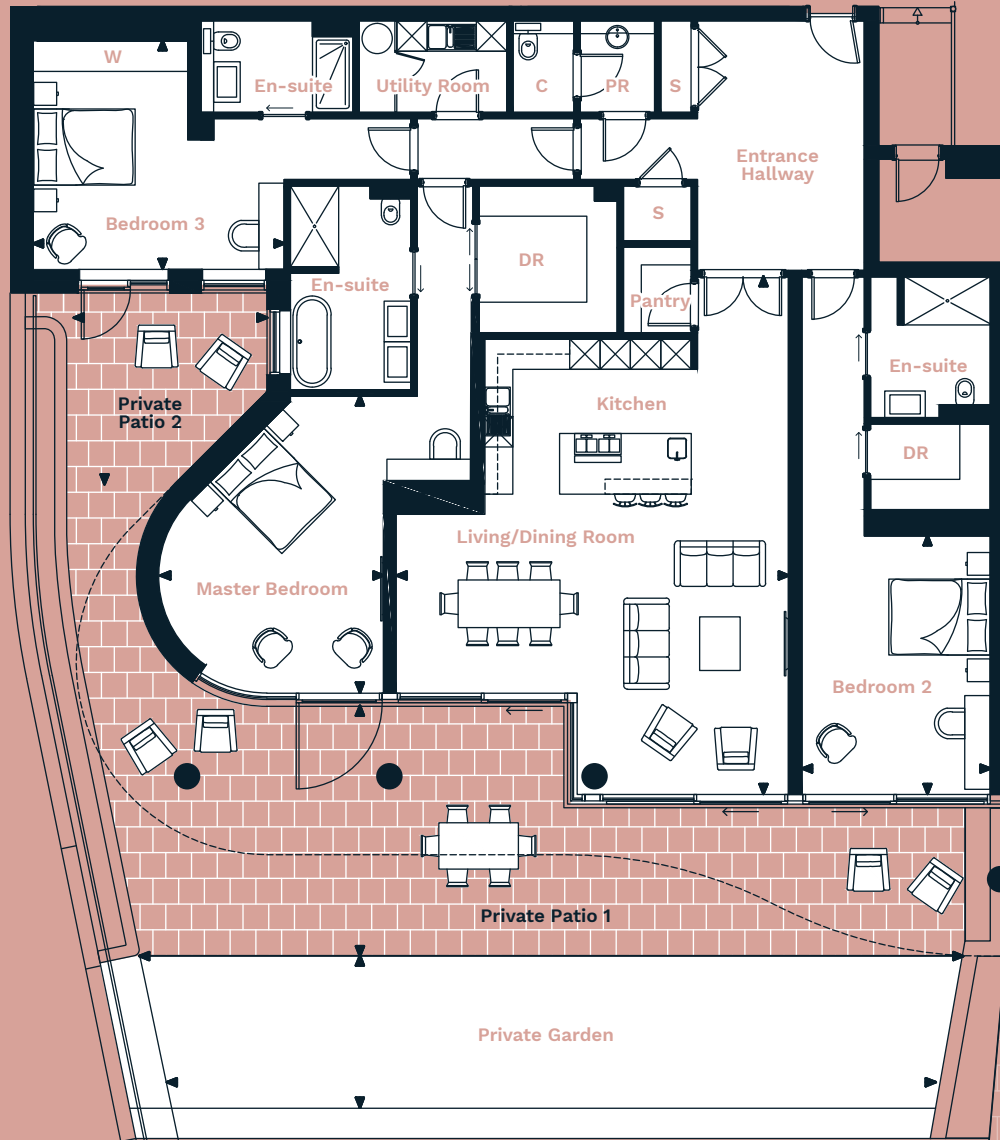 W
En-suite
Utility Room
C
PR
S
Entrance
Hallway
Bedroom 3
S
DR
En-suite
Pantry
En-suite
Private
Patio 2
Kitchen
DR
Living/Dining Room
Master Bedroom
Bedroom 2
Private Patio 1
Private Garden